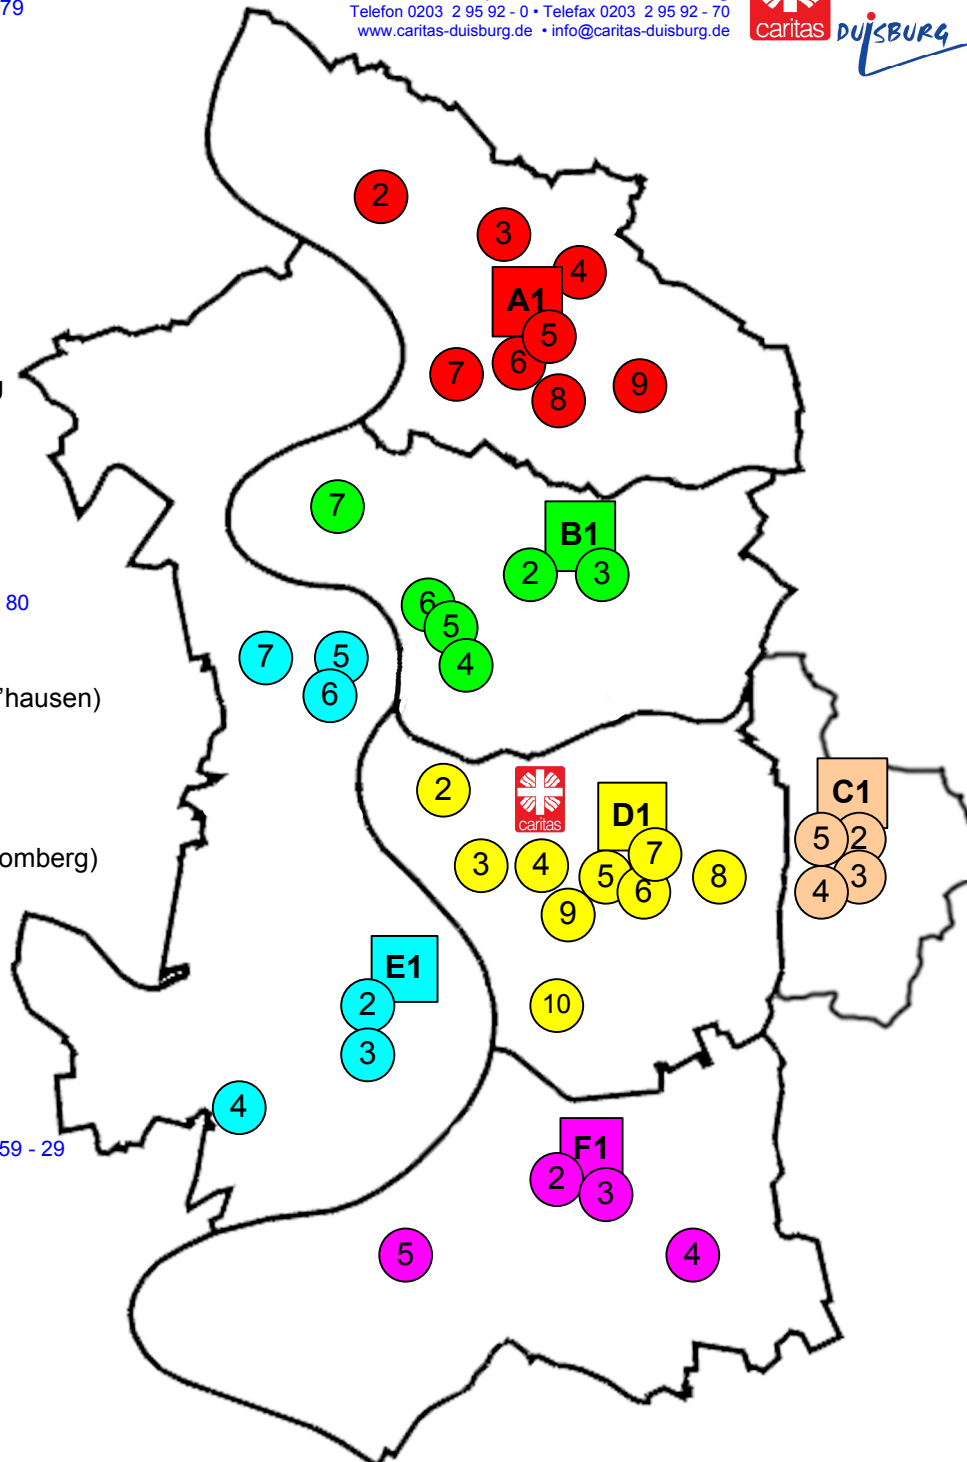 79
Telefon 0203 2 95 92 - 0 • Telefax 0203 2 95 92 - 70
www.caritas-duisburg.de • info@caritas-duisburg.de
caritas
DUISBURG
2
3
4
A1
5
6
7
8
9
g
7
B1
2
3
6
5
4
80
7
5
6
'hausen)
2
caritas
D1
C1
3
4
5
7
6
8
9
10
5
2
4
3
omberg)
E1
2
3
4
59 - 29
F1
2
3
5
4